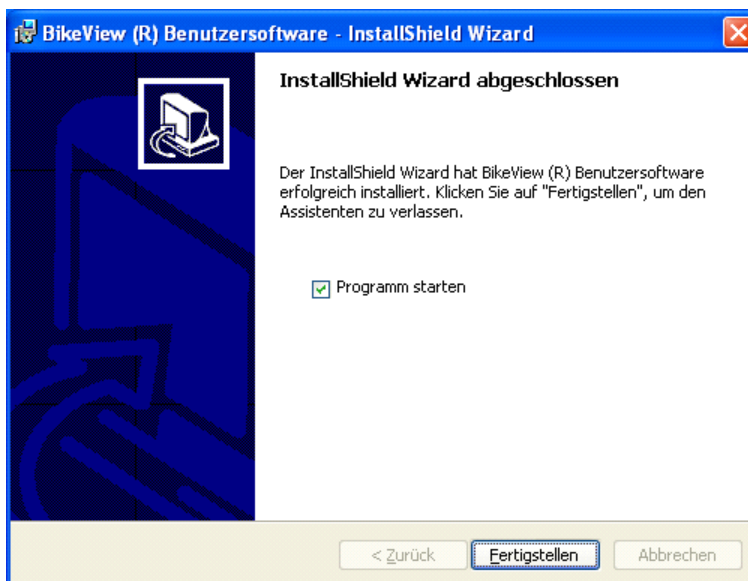 BikeView (R) Benutzersoftware - InstallShield Wizard
InstallShield Wizard abgeschlossen
Der InstallShield Wizard hat BikeView (R) Benutzersoftware
erfolgreich installiert. Klicken Sie auf "Fertigstellen", um den
Assistenten zu verlassen.
Programm starten
< Zurück
Fertigstellen
Abbrechen